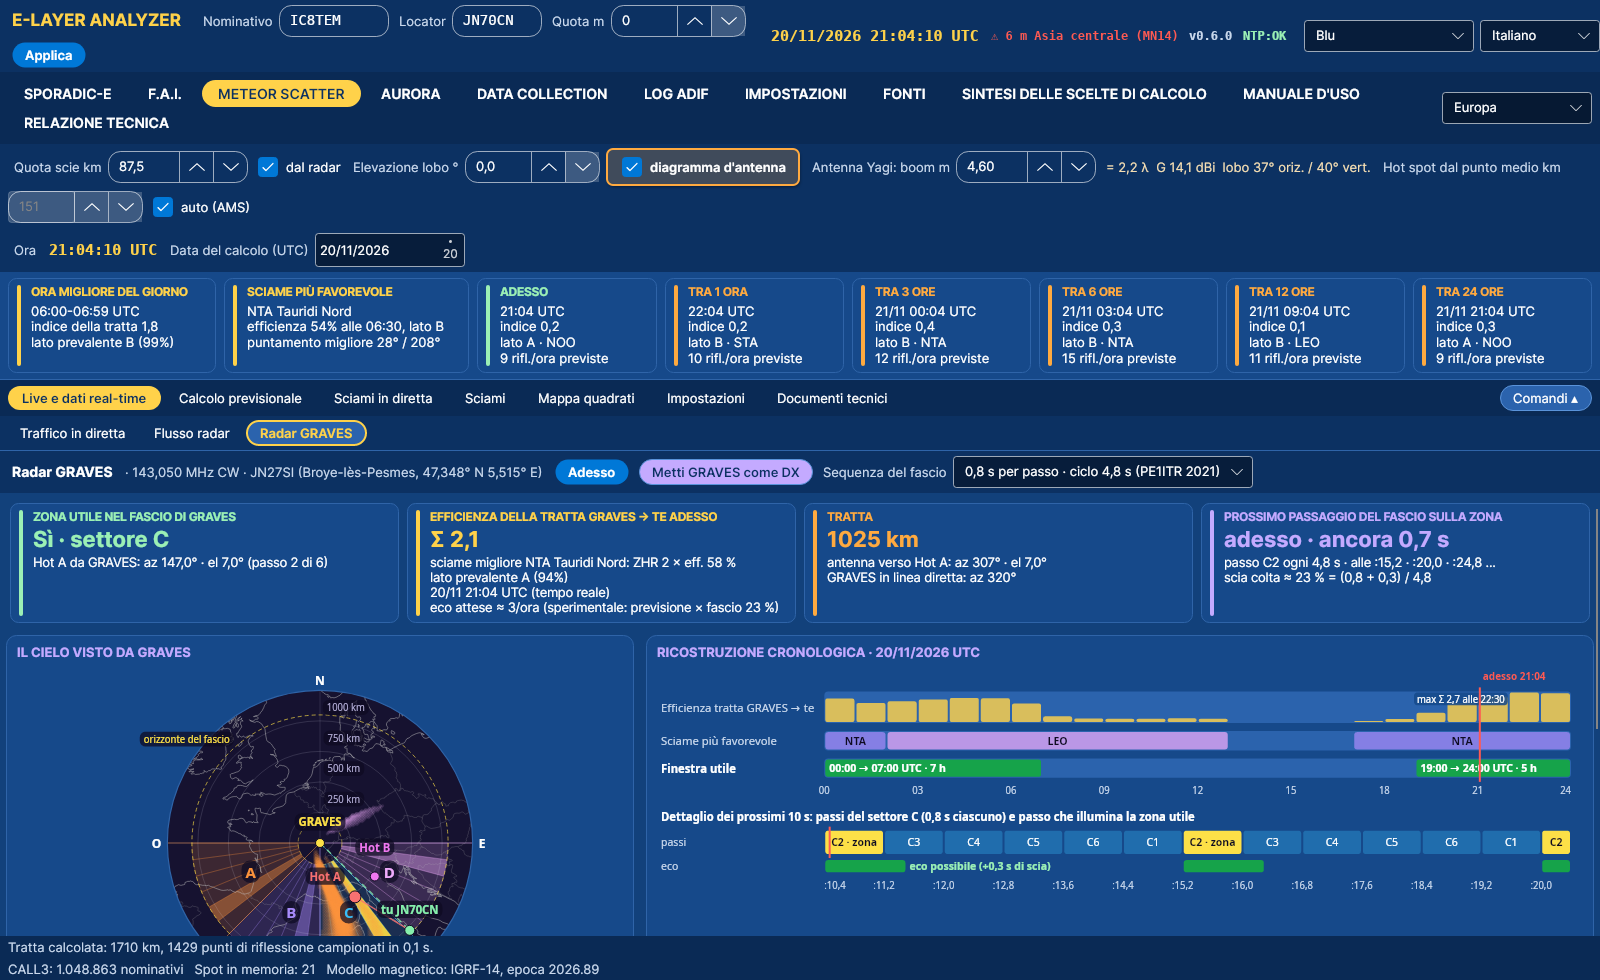 E-LAYER ANALYZER Nominativo IC8TEM Locator JN70CN Quota m 0
Applica
20/11/2026 21:04:10 UTC ⚠ 6 m Asia centrale (MN14) v0.6.0 NTP:OK Blu Italiano
SPORADIC-E F.A.I. METEOR SCATTER AURORA DATA COLLECTION LOG ADIF IMPOSTAZIONI FONTI SINTESI DELLE SCELTE DI CALCOLO MANUALE D'USO
RELAZIONE TECNICA
Europa
Quota scie km 87,5 dal radar Elevazione lobo ° 0,0 diagramma d'antenna Antenna Yagi: boom m 4,60 = 2,2 λ G 14,1 dBi lobo 37° oriz. / 40° vert. Hot spot dal punto medio km
151 auto (AMS)
Ora 21:04:10 UTC Data del calcolo (UTC) 20/11/2026 20
ORA MIGLIORE DEL GIORNO
06:00-06:59 UTC
indice della tratta 1,8
lato prevalente B (99%)
SCIAME PIÙ FAVOREVOLE
NTA Tauridi Nord
efficienza 54% alle 06:30, lato B
puntamento migliore 28° / 208°
ADESSO
21:04 UTC
indice 0,2
lato A · NOO
9 rifl./ora previste
TRA 1 ORA
22:04 UTC
indice 0,2
lato B · STA
10 rifl./ora previste
TRA 3 ORE
21/11 00:04 UTC
indice 0,4
lato B · NTA
12 rifl./ora previste
TRA 6 ORE
21/11 03:04 UTC
indice 0,3
lato B · NTA
15 rifl./ora previste
TRA 12 ORE
21/11 09:04 UTC
indice 0,1
lato B · LEO
11 rifl./ora previste
TRA 24 ORE
21/11 21:04 UTC
indice 0,3
lato A · NOO
9 rifl./ora previste
Live e dati real-time Calcolo previsionale Sciami in diretta Sciami Mappa quadrati Impostazioni Documenti tecnici Comandi ▴
Traffico in diretta Flusso radar Radar GRAVES
Radar GRAVES · 143,050 MHz CW · JN27SI (Broye-lès-Pesmes, 47,348° N 5,515° E) Adesso Metti GRAVES come DX Sequenza del fascio 0,8 s per passo · ciclo 4,8 s (PE1ITR 2021)
ZONA UTILE NEL FASCIO DI GRAVES
Sì · settore C
Hot A da GRAVES: az 147,0° · el 7,0° (passo 2 di 6)
EFFICIENZA DELLA TRATTA GRAVES → TE ADESSO
Σ 2,1
sciame migliore NTA Tauridi Nord: ZHR 2 × eff. 58 %
lato prevalente A (94%)
20/11 21:04 UTC (tempo reale)
eco attese ≈ 3/ora (sperimentale: previsione × fascio 23 %)
TRATTA
1025 km
antenna verso Hot A: az 307° · el 7,0°
GRAVES in linea diretta: az 320°
PROSSIMO PASSAGGIO DEL FASCIO SULLA ZONA
adesso · ancora 0,7 s
passo C2 ogni 4,8 s · alle :15,2 · :20,0 · :24,8 ...
scia colta ≈ 23 % = (0,8 + 0,3) / 4,8
IL CIELO VISTO DA GRAVES
N
1000 km
orizzonte del fascio
750 km
500 km
250 km
GRAVES
O
E
Hot B
A
Hot A
D
B
C
tu JN70CN
RICOSTRUZIONE CRONOLOGICA · 20/11/2026 UTC
adesso 21:04
max Σ 2,7 alle 22:30
Efficienza tratta GRAVES → te
Sciame più favorevole NTA LEO NTA
Finestra utile 00:00 → 07:00 UTC · 7 h 19:00 → 24:00 UTC · 5 h
00 03 06 09 12 15 18 21 24
Dettaglio dei prossimi 10 s: passi del settore C (0,8 s ciascuno) e passo che illumina la zona utile
passi C2 · zona C3 C4 C5 C6 C1 C2 · zona C3 C4 C5 C6 C1 C2
eco eco possibile (+0,3 s di scia)
:10,4 :11,2 :12,0 :12,8 :13,6 :14,4 :15,2 :16,0 :16,8 :17,6 :18,4 :19,2 :20,0
Tratta calcolata: 1710 km, 1429 punti di riflessione campionati in 0,1 s.
CALL3: 1.048.863 nominativi Spot in memoria: 21 Modello magnetico: IGRF-14, epoca 2026.89